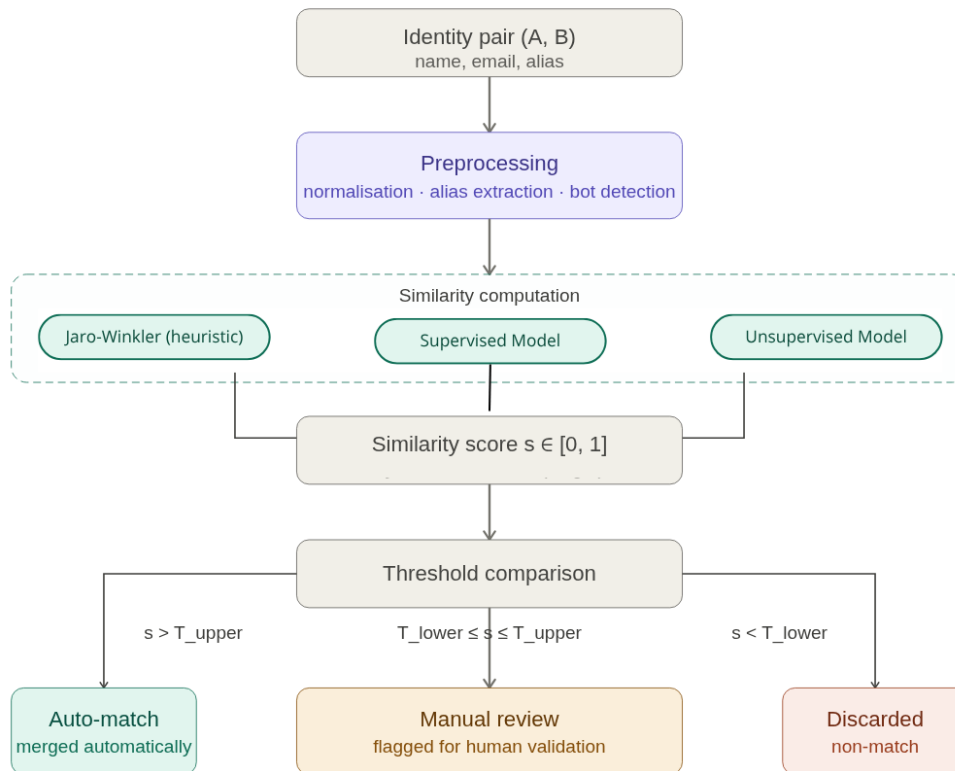 Identity pair (A, B)
name, email, alias
Preprocessing
normalisation · alias extraction · bot detection
Similarity computation
Jaro-Winkler (heuristic)
Supervised Model
Unsupervised Model
Similarity score s ∈ [0, 1]
Threshold comparison
s > T_upper
T_lower ≤ s ≤ T_upper
s < T_lower
Auto-match
merged automatically
Manual review
flagged for human validation
Discarded
non-match